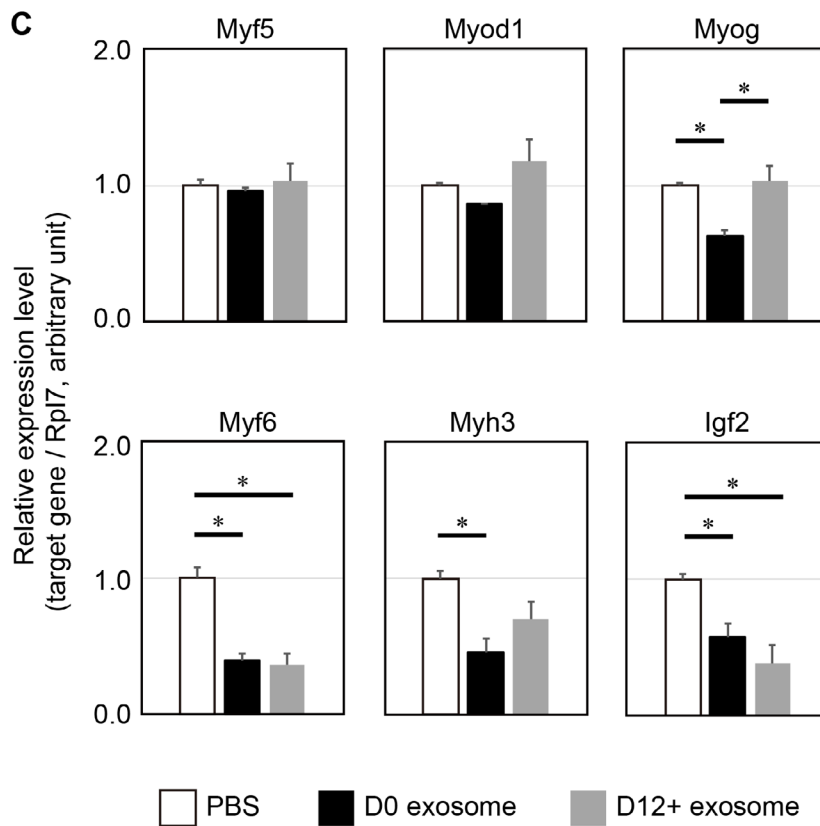 C
Myf5 Myod1 Myog
2.0
1.0
0.0
* *
Relative expression level
(target gene / Rpl7, arbitrary unit)
Myf6 Myh3 Igf2
2.0
1.0
0.0
* *
*
* *
PBS D0 exosome D12+ exosome